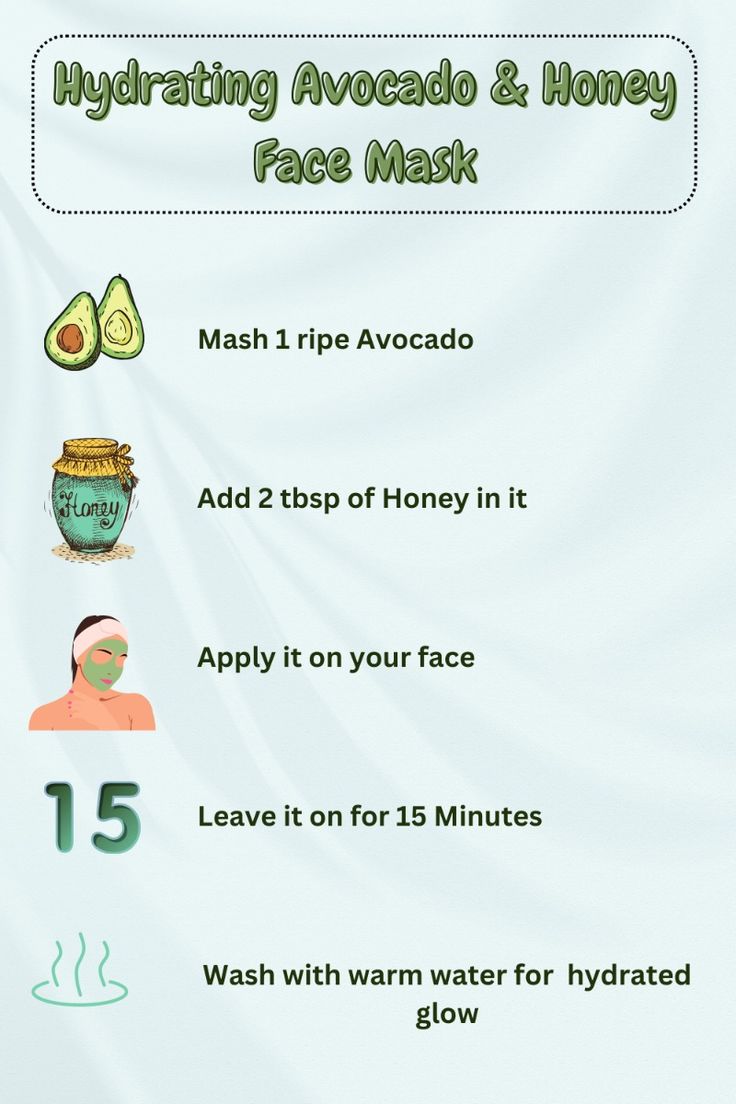 Hydrating Avocado & Honey
Face Mask
Mash 1 ripe Avocado
Honey
Add 2 tbsp of Honey in it
Apply it on your face
15
Leave it on for 15 Minutes
Wash with warm water for hydrated
glow